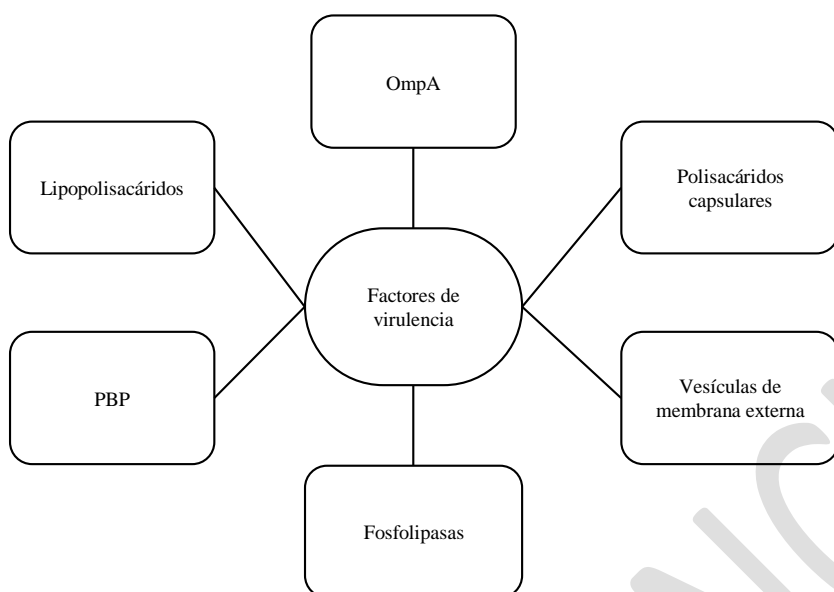 OmpA
Lipopolisacáridos
Polisacáridos
capsulares
Factores de
virulencia
PBP
Vesículas de
membrana externa
Fosfolipasas